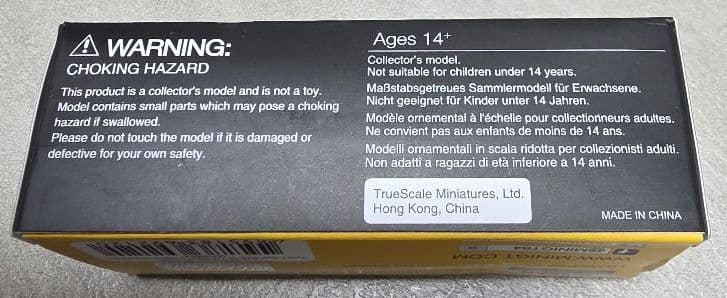 WARNING:
CHOKING HAZARD
This product is a collector's model and is not a toy.
Model contains small parts which may pose a choking
hazard if swallowed.
Please do not touch the model if it is damaged or
defective for your own safety.
Ages 14+
Collector's model.
Not suitable for children under 14 years.
Maßstabsgetreues Sammlermodell für Erwachsene.
Nicht geeignet für Kinder unter 14 Jahren.
Modèle ornemental à l'échelle pour collectionneurs adultes.
Ne convient pas aux enfants de moins de 14 ans.
Modelli ornamentali in scala ridotta per collezionisti adulti.
Non adatti a ragazzi di età inferiore a 14 anni.
TrueScale Miniatures, Ltd.
Hong Kong, China
MADE IN CHINA
WWW.MINIGT.COM
@MINIGT64